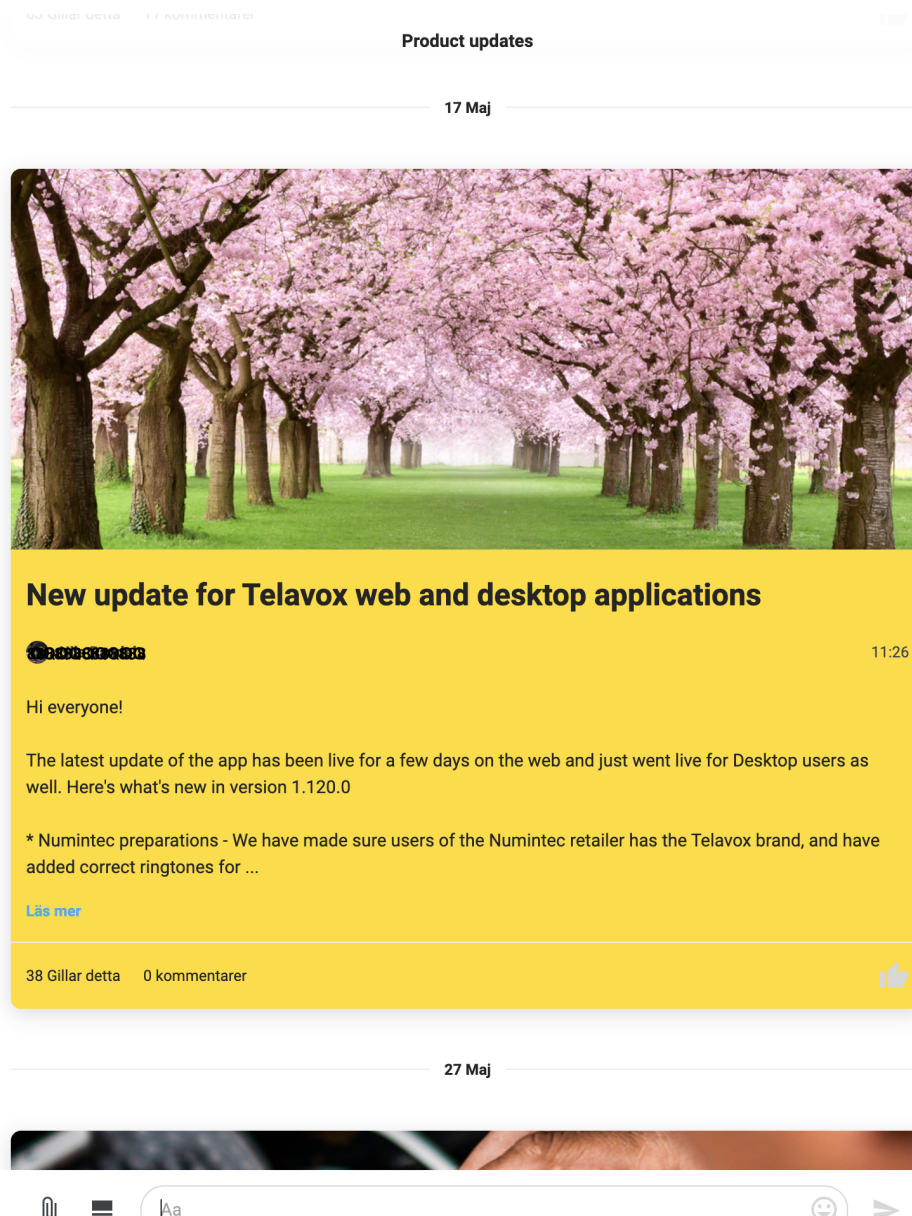 Product updates
17 Maj
New update for Telavox web and desktop applications
11:26
Hi everyone!
The latest update of the app has been live for a few days on the web and just went live for Desktop users as
well. Here's what's new in version 1.120.0
* Numintec preparations - We have made sure users of the Numintec retailer has the Telavox brand, and have
added correct ringtones for ...
Läs mer
38 Gillar detta 0 kommentarer
27 Maj
Aa